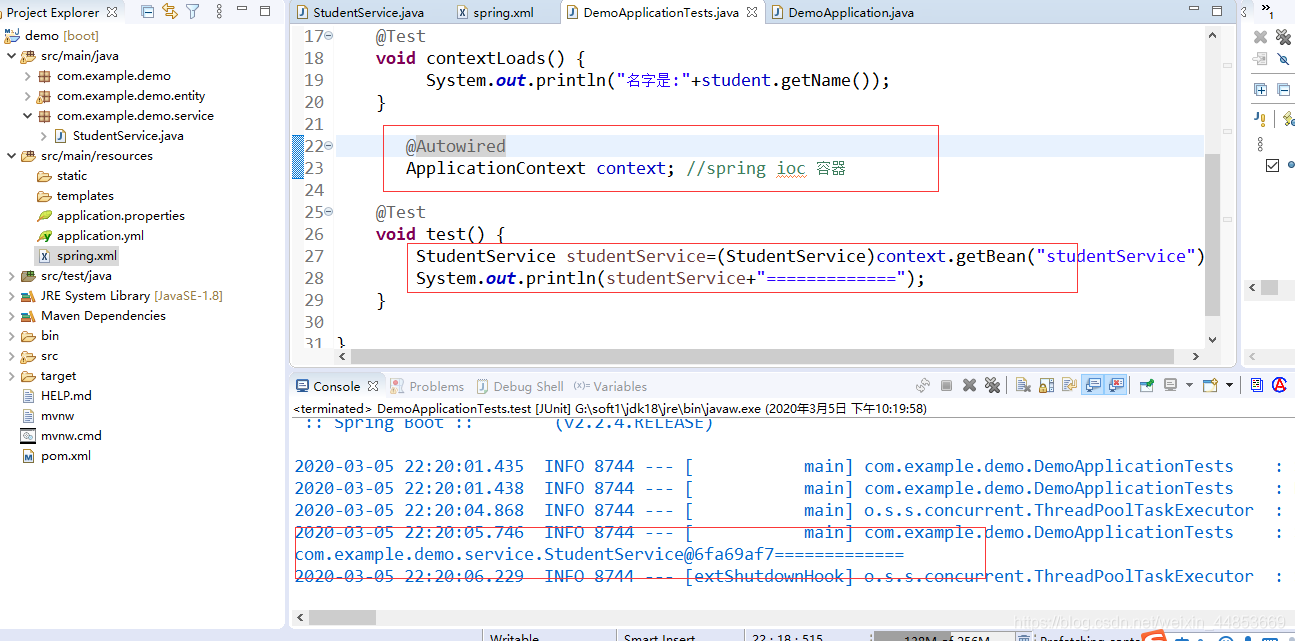 Project Explorer
demo [boot]
src/main/java
com.example.demo
com.example.demo.entity
com.example.demo.service
StudentService.java
src/main/resources
static
templates
application.properties
application.yml
spring.xml
src/test/java
JRE System Library [JavaSE-1.8]
Maven Dependencies
bin
src
target
HELP.md
mvnw
mvnw.cmd
pom.xml
StudentService.java spring.xml DemoApplicationTests.java DemoApplication.java
17 @Test
18 void contextLoads() {
19 System.out.println("名字是:"+student.getName());
20 }
21
22 @Autowired
23 ApplicationContext context; //spring ioc 容器
24
25 @Test
26 void test() {
27 StudentService studentService=(StudentService)context.getBean("studentService")
28 System.out.println(studentService+"=============");
29 }
30
31 }
Console Problems Debug Shell Variables
<terminated> DemoApplicationTests.test [JUnit] G:\soft1\jdk18\jre\bin\javaw.exe (2020年3月5日 下午10:19:58)
:: Spring Boot :: (v2.2.4.RELEASE)
2020-03-05 22:20:01.435 INFO 8744 --- [ main] com.example.demo.DemoApplicationTests :
2020-03-05 22:20:01.438 INFO 8744 --- [ main] com.example.demo.DemoApplicationTests :
2020-03-05 22:20:04.868 INFO 8744 --- [ main] o.s.s.concurrent.ThreadPoolTaskExecutor :
2020-03-05 22:20:05.746 INFO 8744 --- [ main] com.example.demo.DemoApplicationTests :
com.example.demo.service.StudentService@6fa69af7=============
2020-03-05 22:20:06.229 INFO 8744 --- [extShutdownHook] o.s.s.concurrent.ThreadPoolTaskExecutor :
https://blog.csdn.net/weixin_44853669
Writable Smart Insert 22 : 18 : 515 128M of 256M